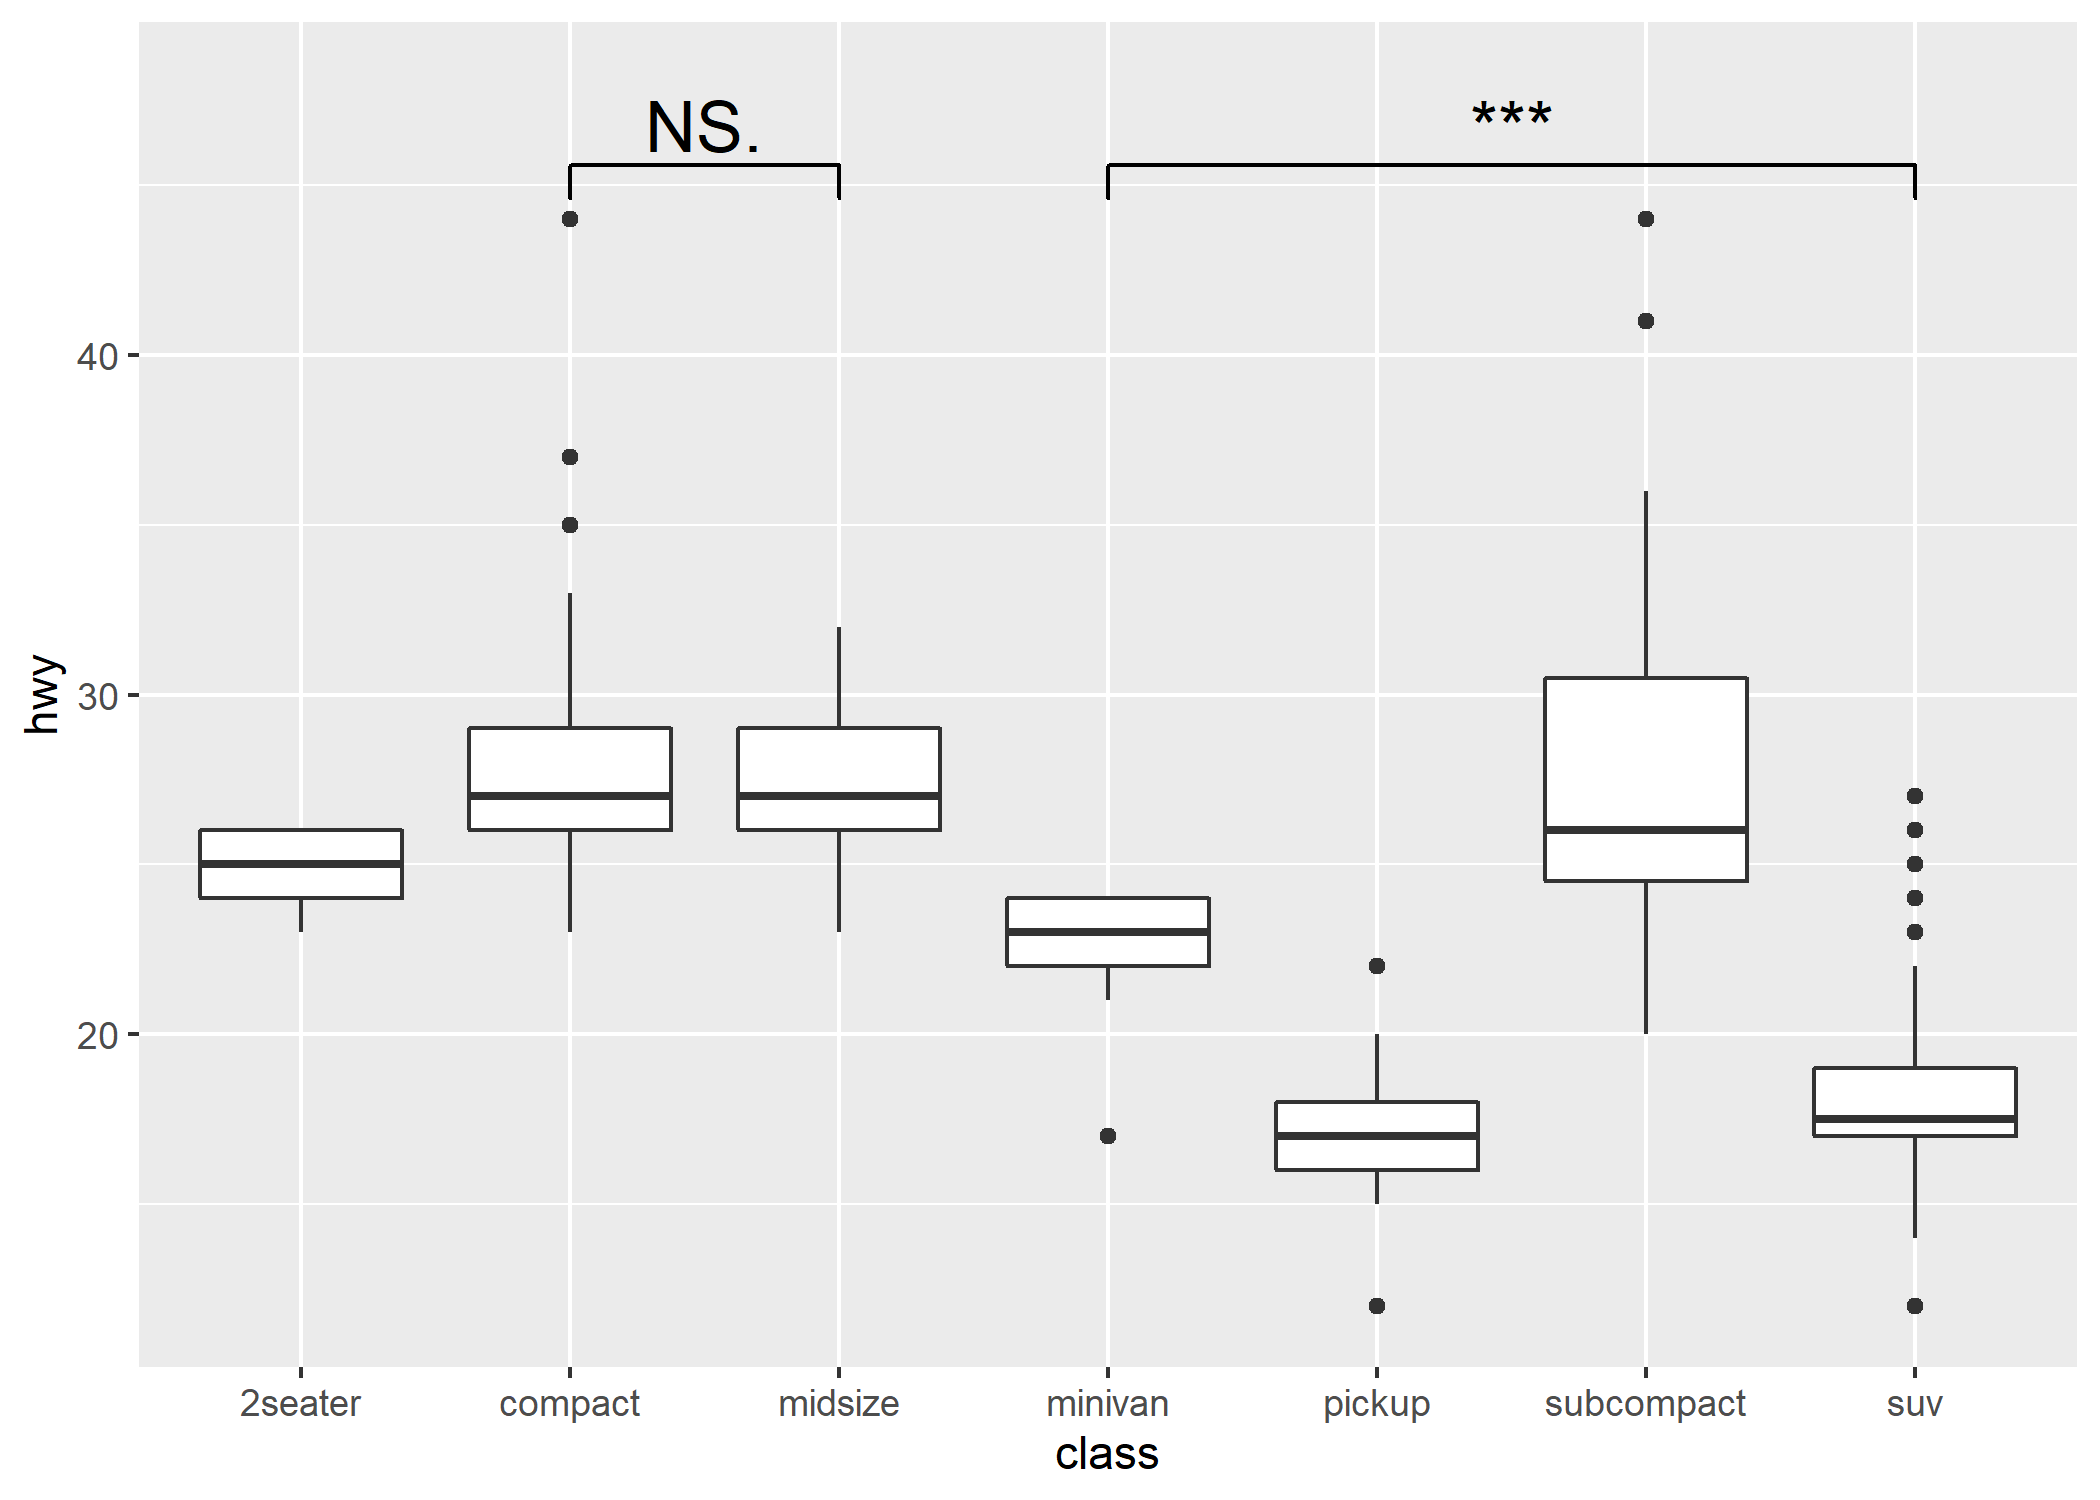 NS.
***
40
30
20
hwy
2seater compact midsize minivan pickup subcompact suv
class